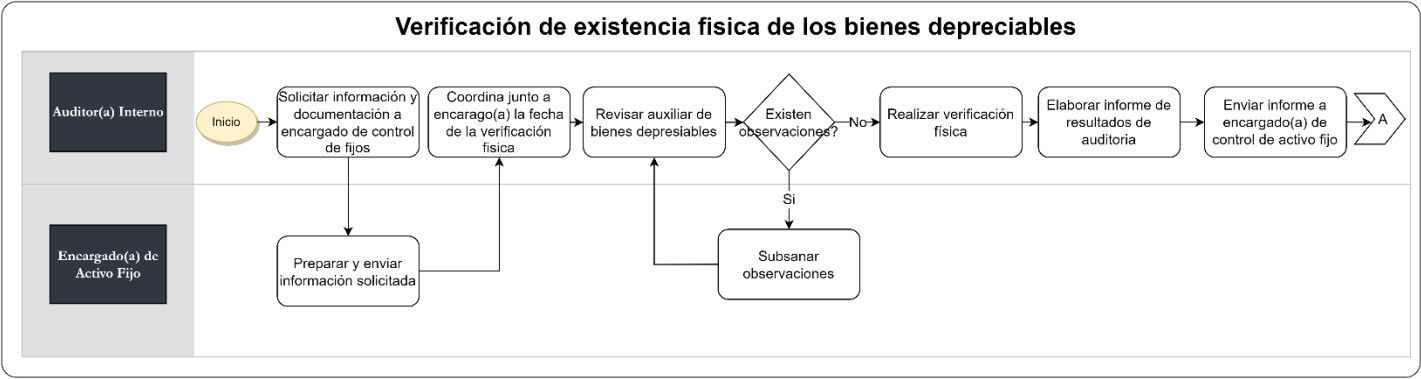 Verificación de existencia fisica de los bienes depreciables
Auditor(a) Interno
Inicio
Solicitar información y
documentación a
encargado de control
de fijos
Coordina junto a
encarago(a) la fecha
de la verificación
fisica
Revisar auxiliar de
bienes depresiables
Existen
observaciones?
No
Realizar verificación
física
Elaborar informe de
resultados de
auditoria
Enviar informe a
encargado(a) de
control de activo fijo
A
Si
Encargado(a) de
Activo Fijo
Preparar y enviar
información solicitada
Subsanar
observaciones